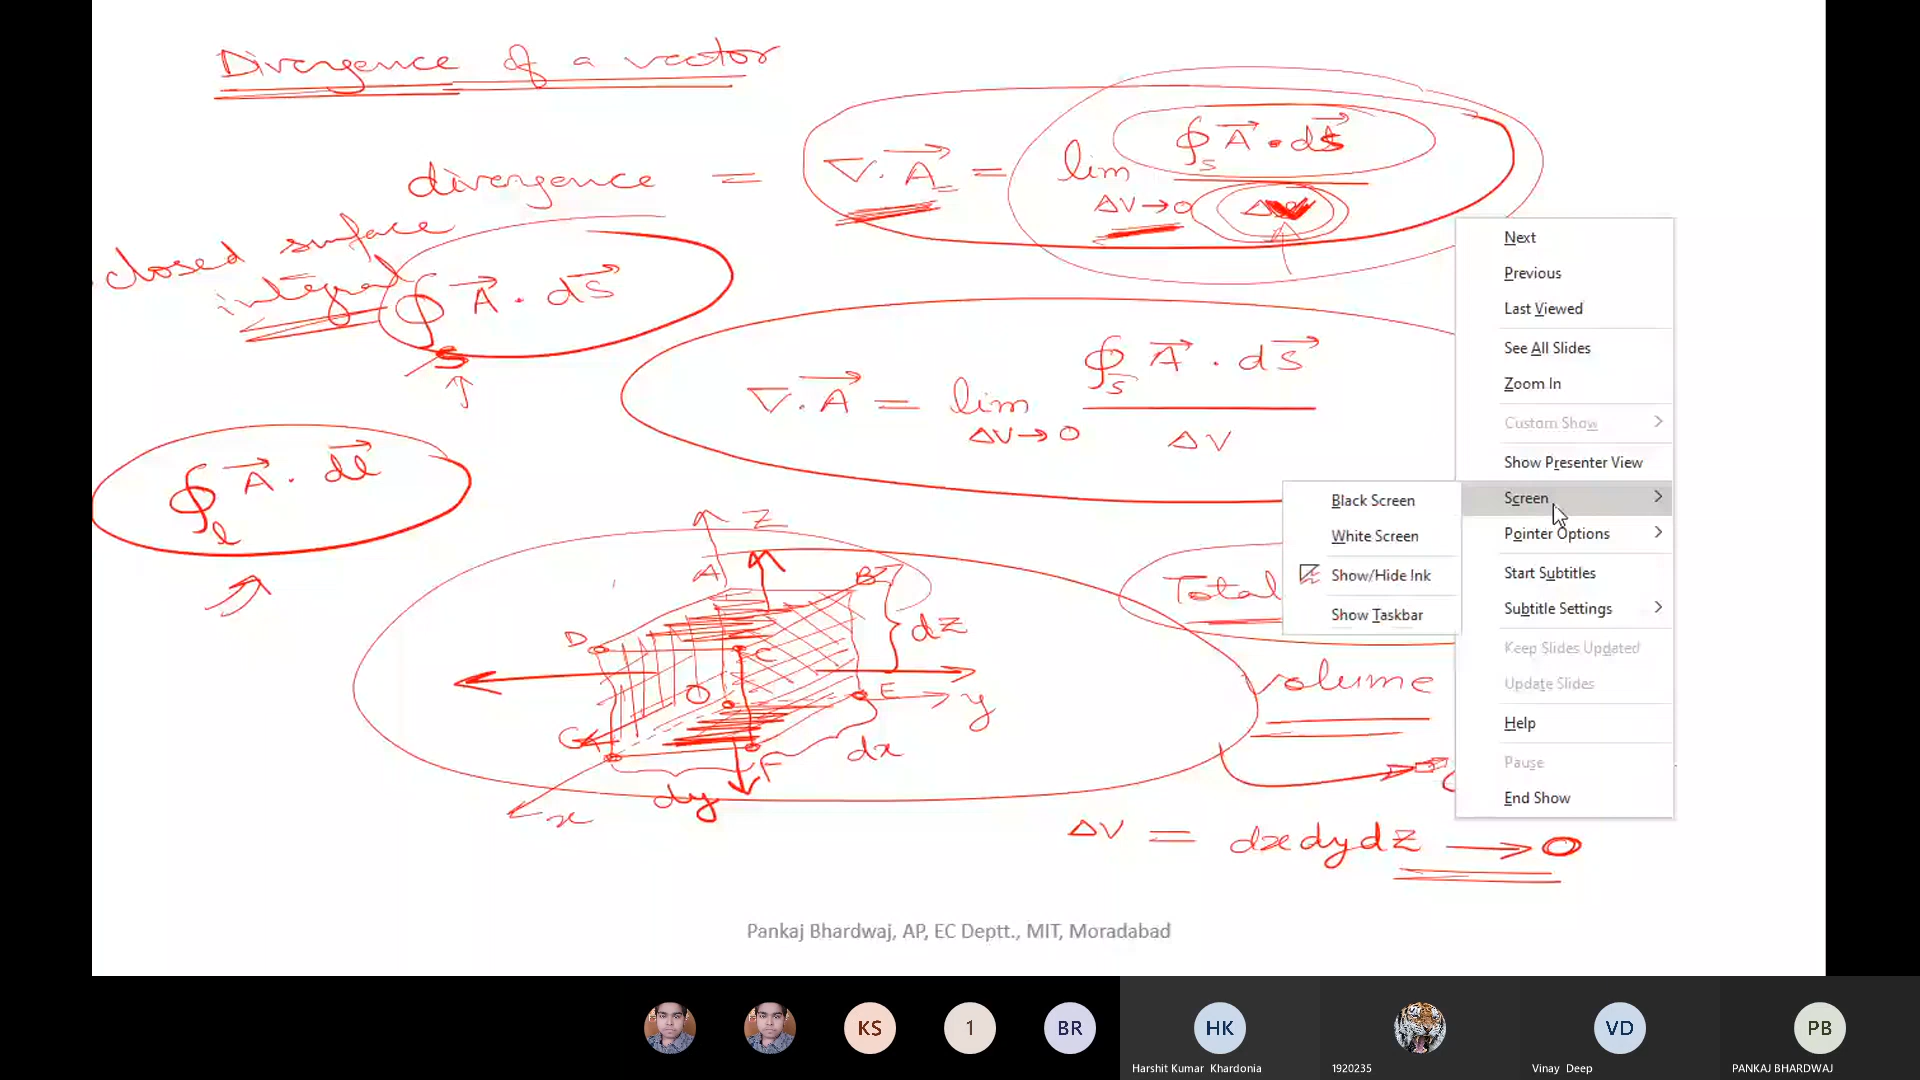 Divergence of a vector
divergence = ∇·A = lim ΔV→0 ∮s A · ds
closed surface
integral ∮s A · ds
∇·A = lim ΔV→0 ∮s A · ds / ΔV
∮l A · dl
Z
A B
D C dz
O E y
G F dx
dy
x
Total
volume
ΔV = dx dy dz → 0
Next
Previous
Last Viewed
See All Slides
Zoom In
Custom Show
Show Presenter View
Screen
Pointer Options
Start Subtitles
Subtitle Settings
Keep Slides Updated
Update Slides
Help
Pause
End Show
Black Screen
White Screen
Show/Hide Ink
Show Taskbar
Pankaj Bhardwaj, AP, EC Deptt., MIT, Moradabad
KS 1 BR HK VD PB
Harshit Kumar Khardonia 1920235 Vinay Deep PANKAJ BHARDWAJ